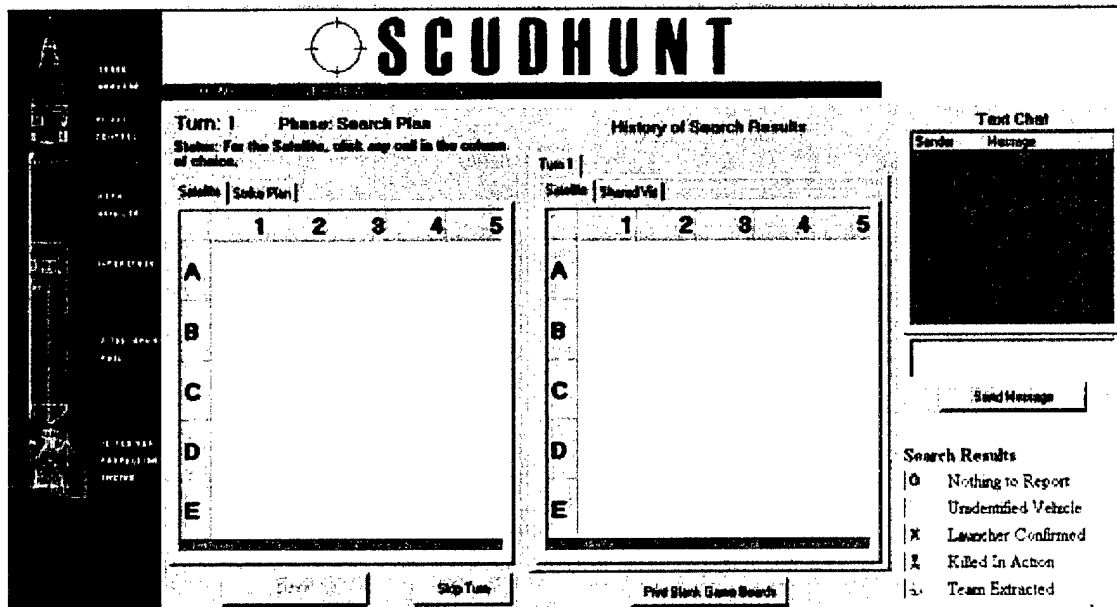 SCUDHUNT
Turn: 1 Phase: Search Plan
Status: For the Satellite, click any cell in the column
of choice.
Satellite Strike Plan
1 2 3 4 5
A
B
C
D
E
Skip Turn
History of Search Results
Turn 1
Satellite Shared Vis
1 2 3 4 5
A
B
C
D
E
Print Blank Game Boards
Text Chat
Sender Message
Send Message
Search Results
Nothing to Report
Unidentified Vehicle
X Launcher Confirmed
Killed In Action
Team Extracted